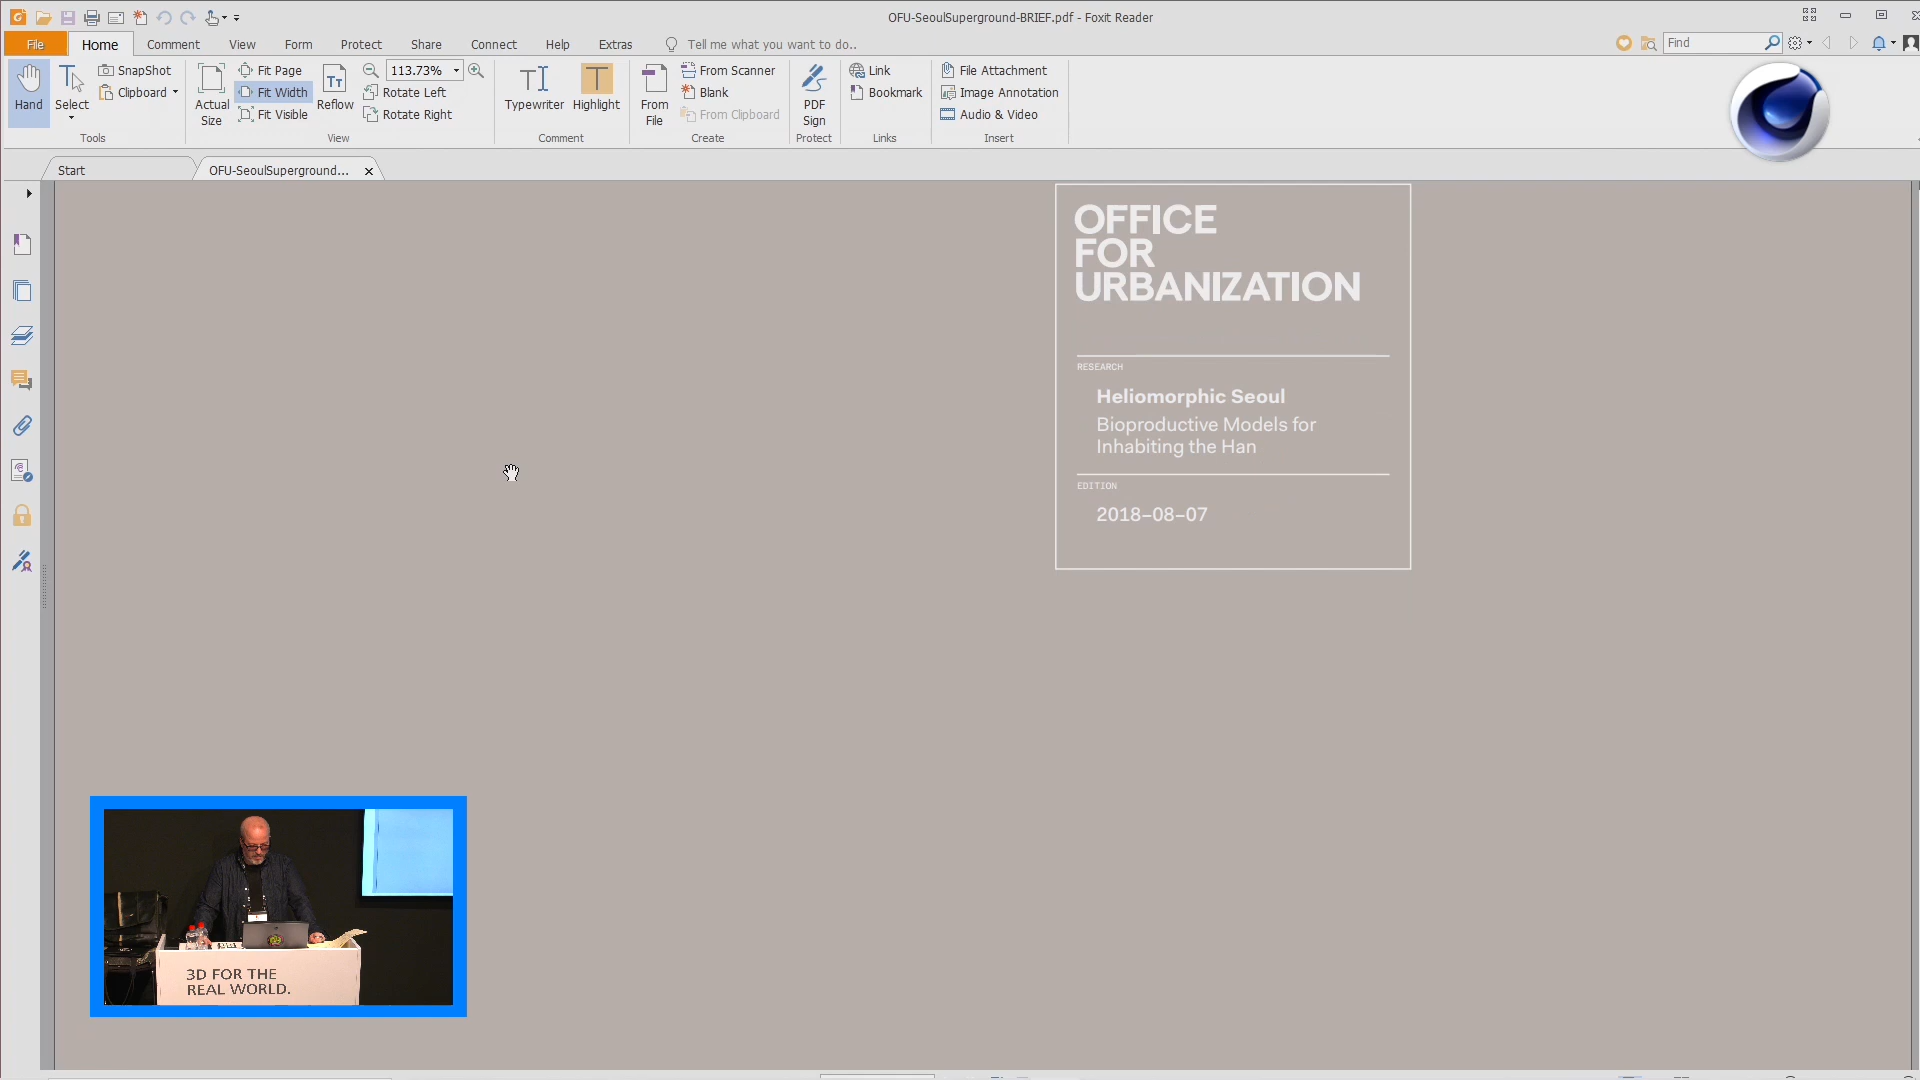 OFU-SeoulSuperground-BRIEF.pdf - Foxit Reader
File Home Comment View Form Protect Share Connect Help Extras Tell me what you want to do.. Find
Hand
Select
SnapShot
Clipboard
Tools
Actual
Size
Fit Page
Fit Width
Fit Visible
Reflow
113.73%
Rotate Left
Rotate Right
View
Typewriter
Highlight
Comment
From
File
From Scanner
Blank
From Clipboard
Create
PDF
Sign
Protect
Link
Bookmark
Links
File Attachment
Image Annotation
Audio & Video
Insert
Start
OFU-SeoulSuperground...
OFFICE
FOR
URBANIZATION
RESEARCH
Heliomorphic Seoul
Bioproductive Models for
Inhabiting the Han
EDITION
2018-08-07
3D FOR THE
REAL WORLD.